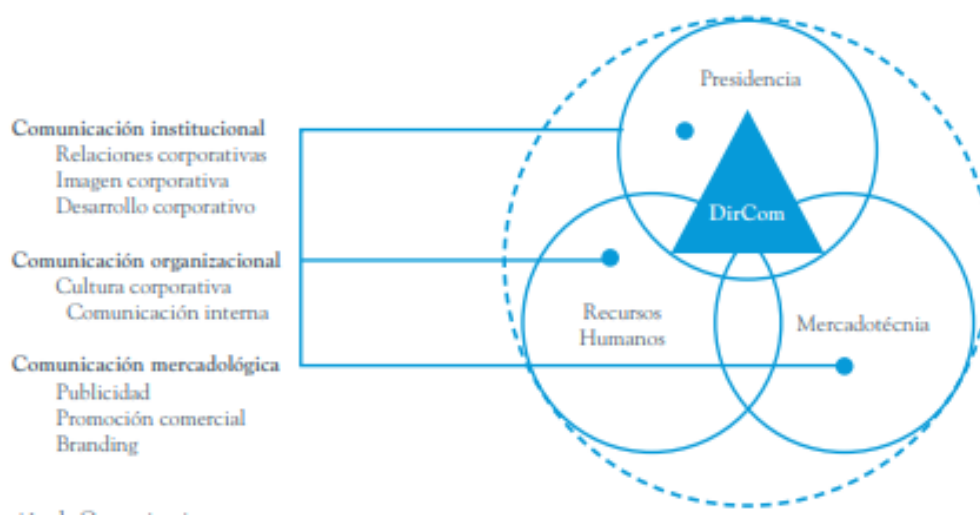 Comunicación institucional
Relaciones corporativas
Imagen corporativa
Desarrollo corporativo
Comunicación organizacional
Cultura corporativa
Comunicación interna
Comunicación mercadológica
Publicidad
Promoción comercial
Branding
Presidencia
DirCom
Recursos
Humanos
Mercadotécnia